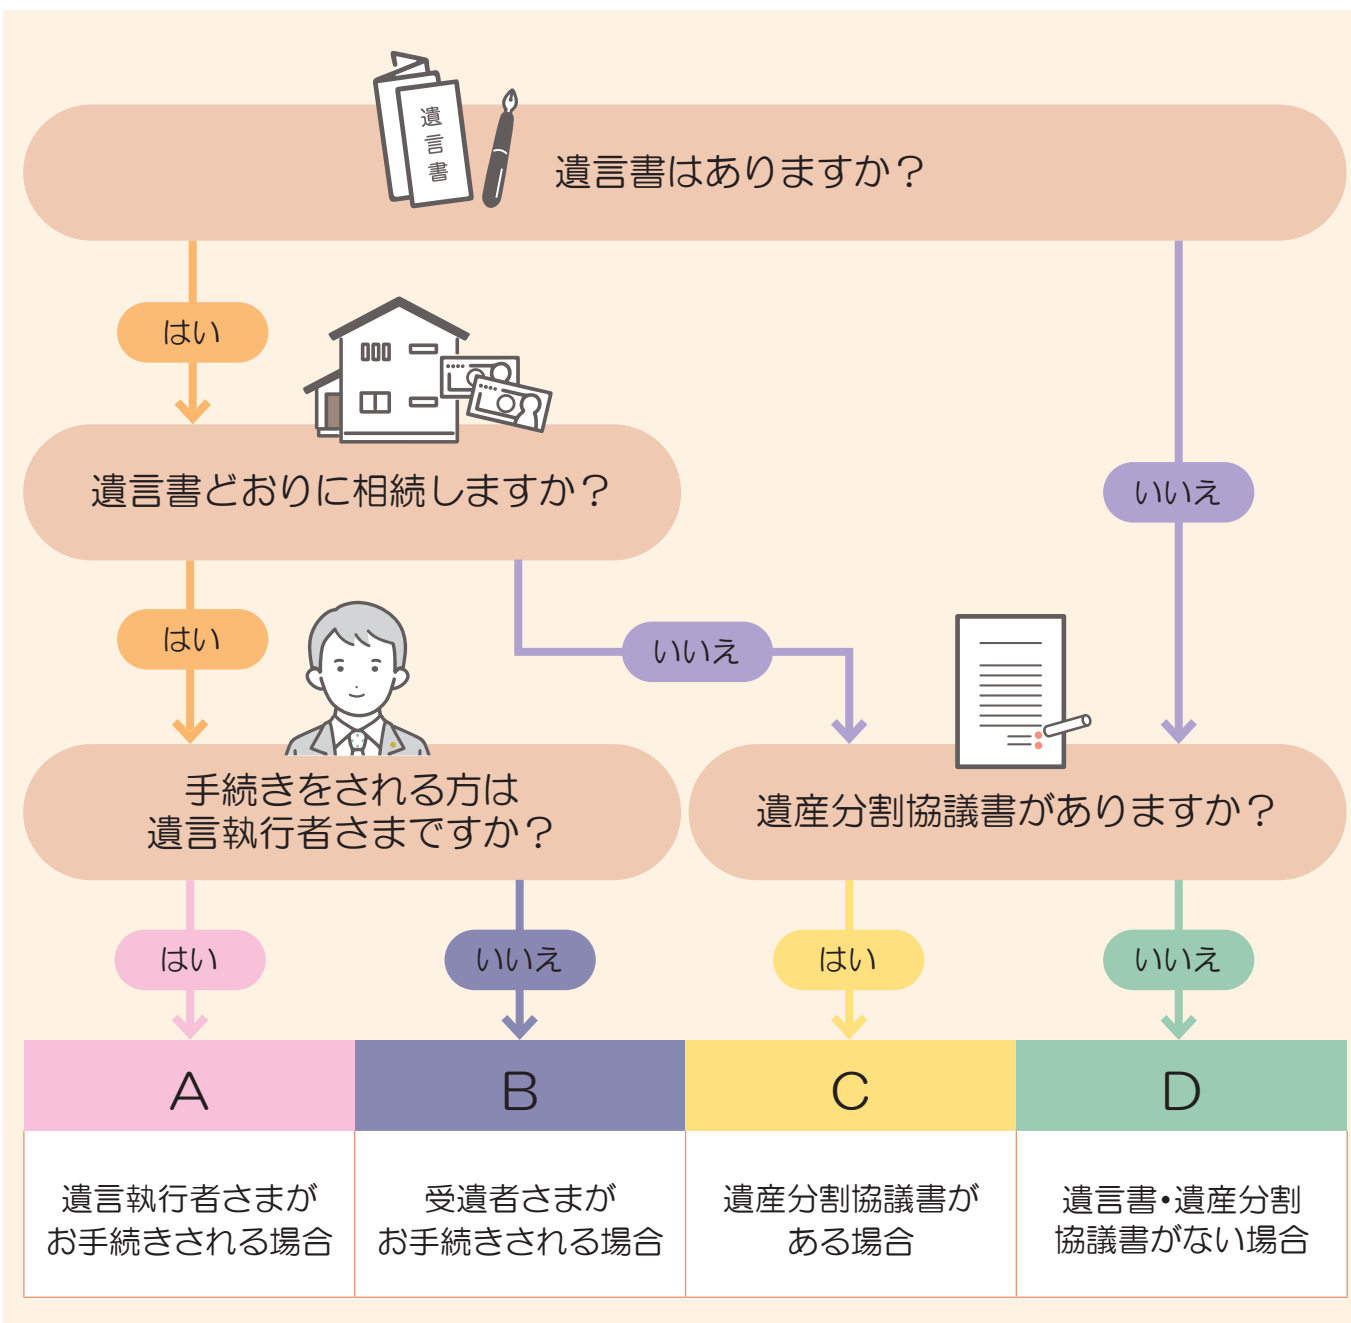 遺言書
遺言書はありますか？
はい
遺言書どおりに相続しますか？
いいえ
はい
いいえ
手続きをされる方は
遺言執行者さまですか？
遺産分割協議書がありますか？
はい
いいえ
はい
いいえ
A
B
C
D
遺言執行者さまが
お手続きされる場合
受遺者さまが
お手続きされる場合
遺産分割協議書が
ある場合
遺言書・遺産分割
協議書がない場合